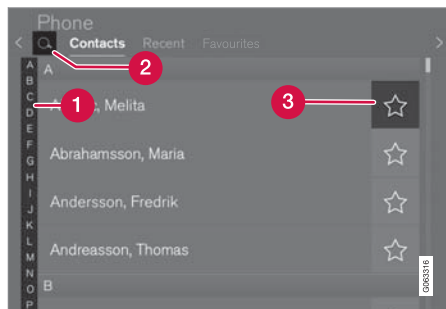 Phone
Contacts Recent Favourites
2
A
B
C
D
E
F
G
H
I
J
K
L
M
N
O
P
A
1
Melita
3
Abrahamsson, Maria
Andersson, Fredrik
Andreasson, Thomas
B
G063316